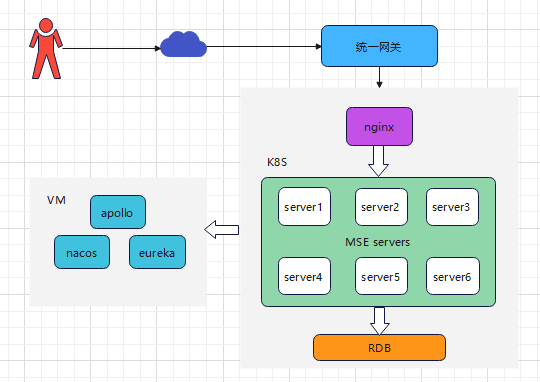 统一网关
nginx
K8S
VM
apollo
nacos
eureka
server1
server2
server3
MSE servers
server4
server5
server6
RDB